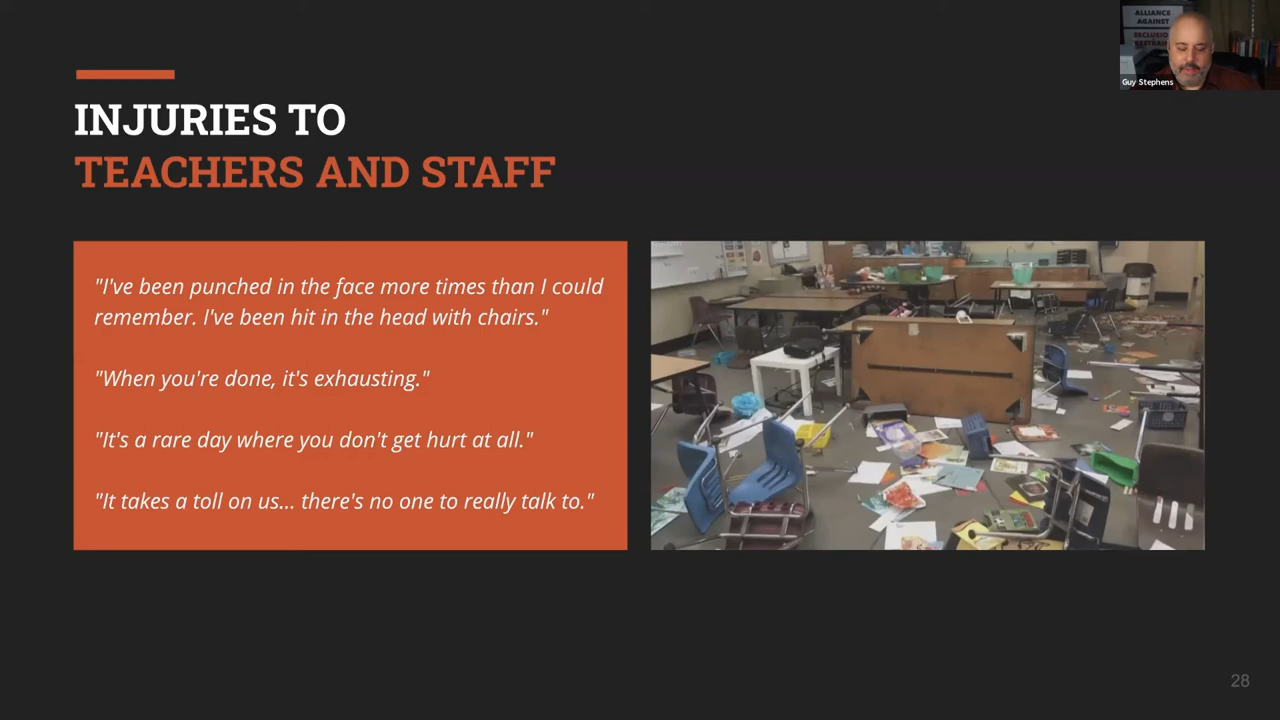 ALLIANCE
AGAINST
Guy Stephens
INJURIES TO
TEACHERS AND STAFF
"I've been punched in the face more times than I could
remember. I've been hit in the head with chairs."
"When you're done, it's exhausting."
"It's a rare day where you don't get hurt at all."
"It takes a toll on us... there's no one to really talk to."
28